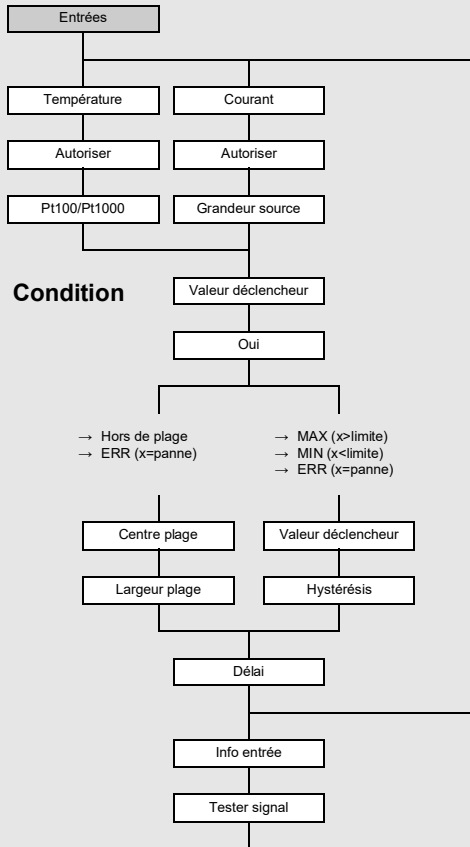 Entrées
Température
Courant
Autoriser
Autoriser
Pt100/Pt1000
Grandeur source
Condition
Valeur déclencheur
Oui
→ Hors de plage
→ ERR (x=panne)
→ MAX (x>limite)
→ MIN (x<limite)
→ ERR (x=panne)
Centre plage
Valeur déclencheur
Largeur plage
Hystérésis
Délai
Info entrée
Tester signal